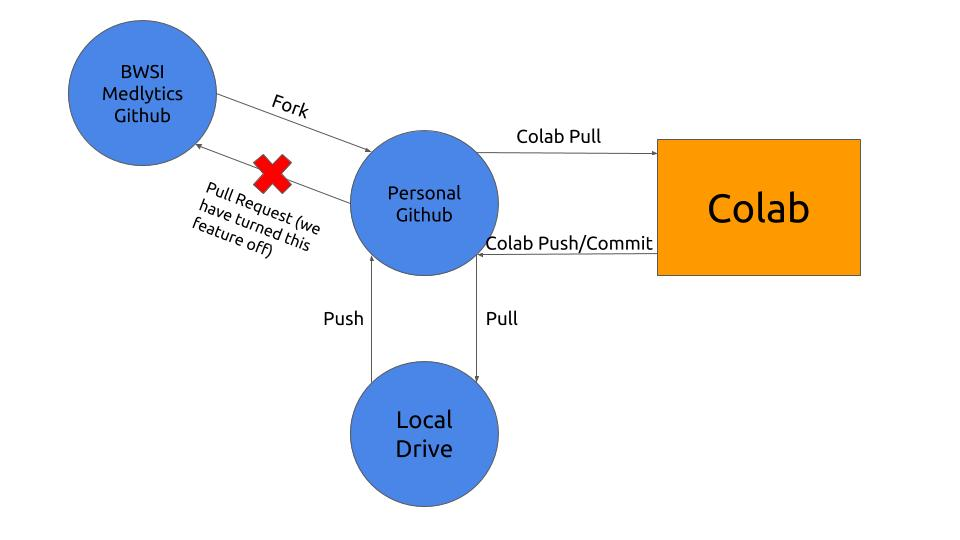 BWSI
Medlytics
Github
Fork
Pull Request (we
have turned this
feature off)
Personal
Github
Colab Pull
Colab
Colab Push/Commit
Push
Pull
Local
Drive